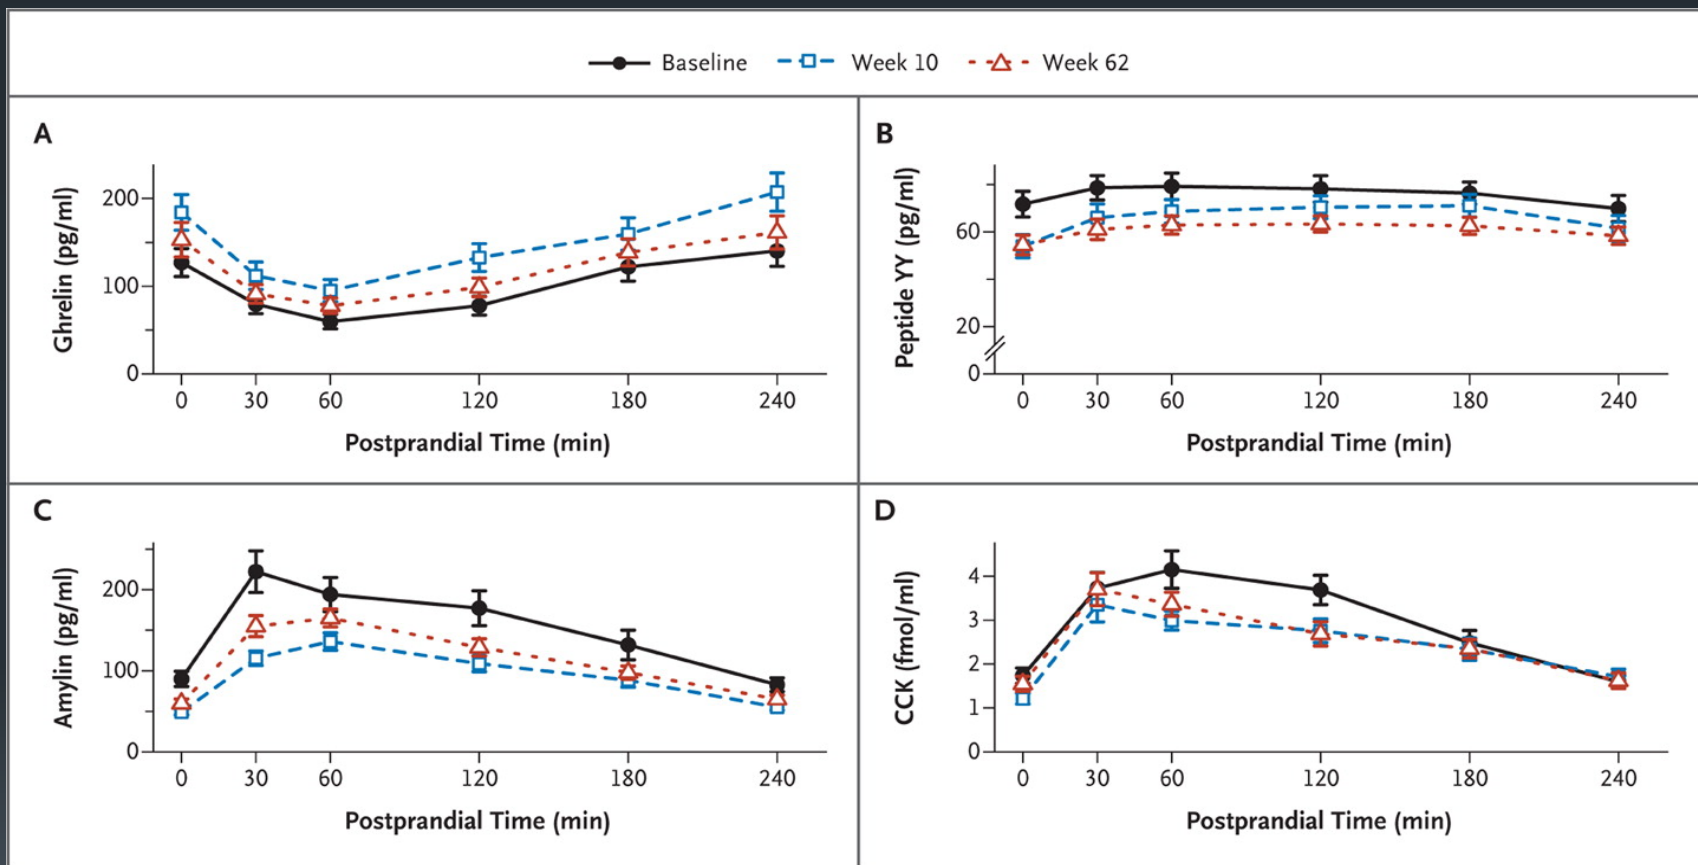 Baseline Week 10 Week 62
A
Ghrelin (pg/ml)
200
100
0
0 30 60 120 180 240
Postprandial Time (min)
B
Peptide YY (pg/ml)
60
20
0
0 30 60 120 180 240
Postprandial Time (min)
C
Amylin (pg/ml)
200
100
0
0 30 60 120 180 240
Postprandial Time (min)
D
CCK (fmol/ml)
4
3
2
1
0
0 30 60 120 180 240
Postprandial Time (min)